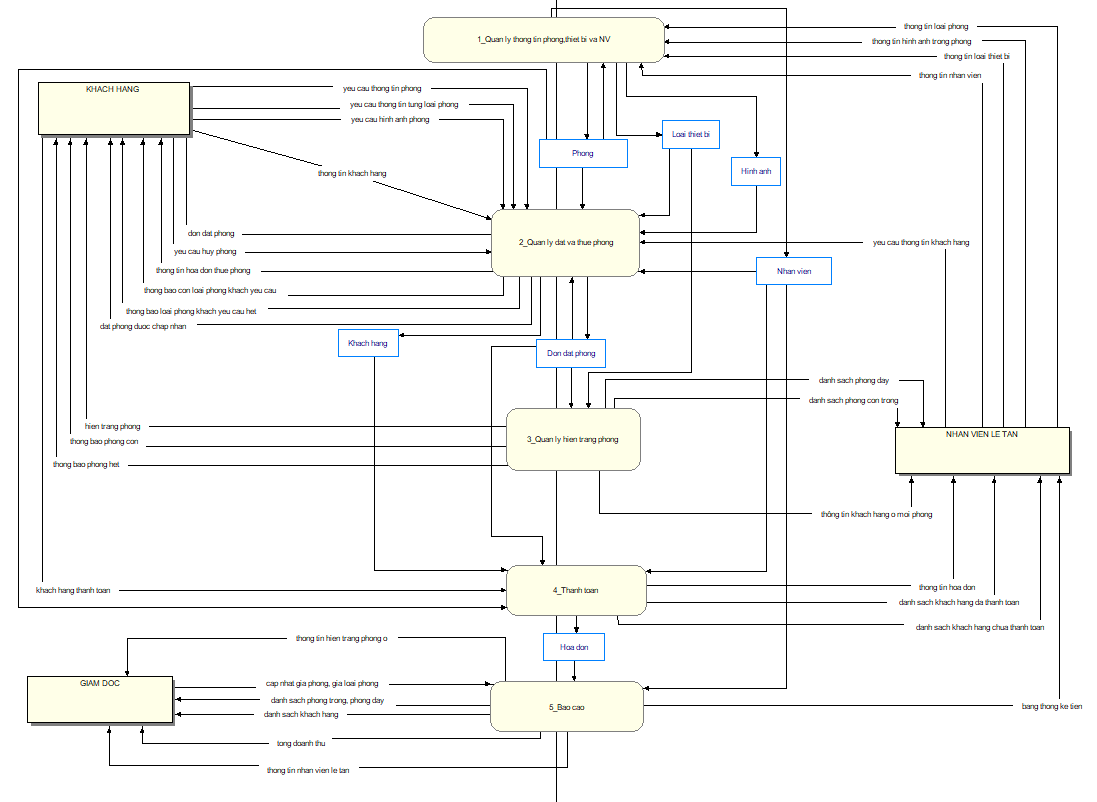 thong tin loai phong
1_Quan ly thong tin phong,thiet bi va NV
thong tin hinh anh trong phong
thong tin loai thiet bi
thong tin nhan vien
KHACH HANG
yeu cau thong tin phong
yeu cau thong tin tung loai phong
yeu cau hinh anh phong
Loai thiet bi
Phong
Hinh anh
thong tin khach hang
don dat phong
2_Quan ly dat va thue phong
yeu cau thong tin khach hang
yeu cau huy phong
thong tin hoa don thue phong
Nhan vien
thong bao con loai phong khach yeu cau
thong bao loai phong khach yeu cau het
dat phong duoc chap nhan
Khach hang
Don dat phong
danh sach phong day
danh sach phong con trong
hien trang phong
3_Quan ly hien trang phong
NHAN VIEN LE TAN
thong bao phong con
thong bao phong het
thông tin khach hang o moi phong
khach hang thanh toan
4_Thanh toan
thong tin hoa don
danh sach khach hang da thanh toan
danh sach khach hang chua thanh toan
thong tin hien trang phong o
Hoa don
GIAM DOC
cap nhat gia phong, gia loai phong
danh sach phong trong, phong day
5_Bao cao
bang thong ke tien
danh sach khach hang
tong doanh thu
thong tin nhan vien le tan